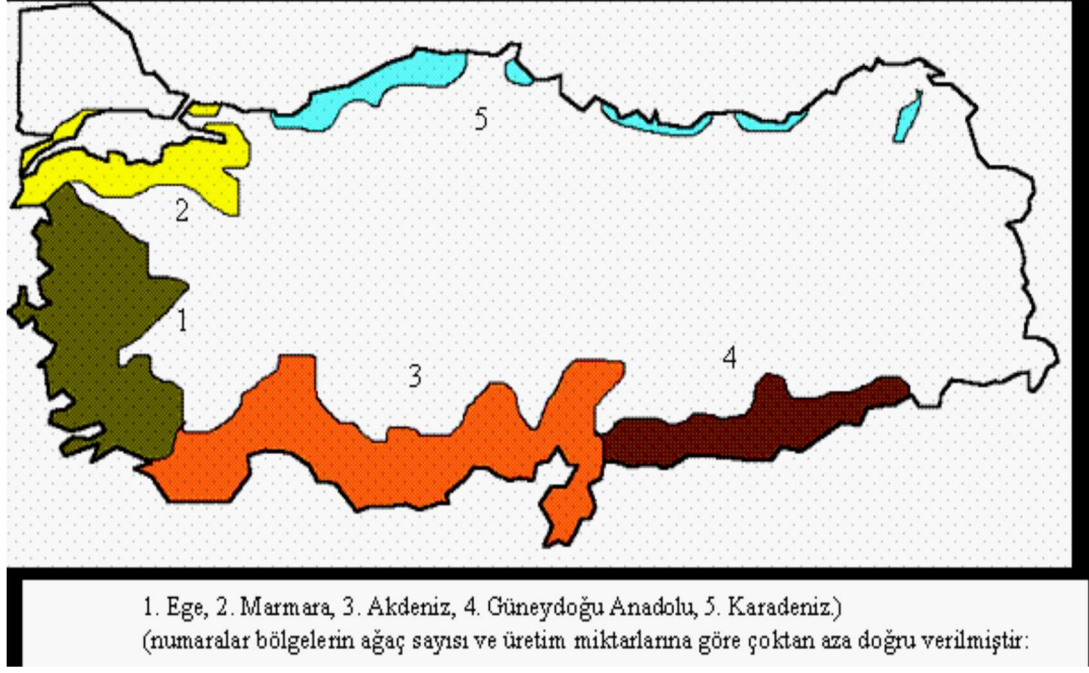 5
2
1
3
4
1. Ege, 2. Marmara, 3. Akdeniz, 4. Güneydoğu Anadolu, 5. Karadeniz.)
(numaralar bölgelerin ağaç sayısı ve üretim miktarlarına göre çoktan aza doğru verilmiştir: